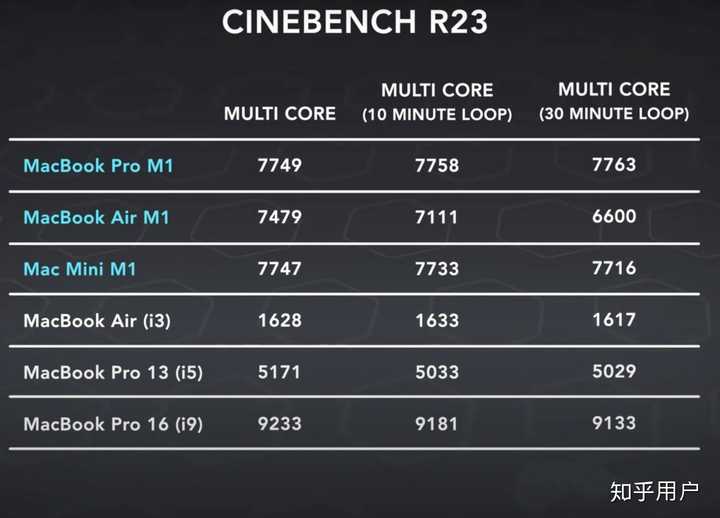 CINEBENCH R23
MULTI CORE MULTI CORE (10 MINUTE LOOP) MULTI CORE (30 MINUTE LOOP)
MacBook Pro M1 7749 7758 7763
MacBook Air M1 7479 7111 6600
Mac Mini M1 7747 7733 7716
MacBook Air (i3) 1628 1633 1617
MacBook Pro 13 (i5) 5171 5033 5029
MacBook Pro 16 (i9) 9233 9181 9133
知乎用户